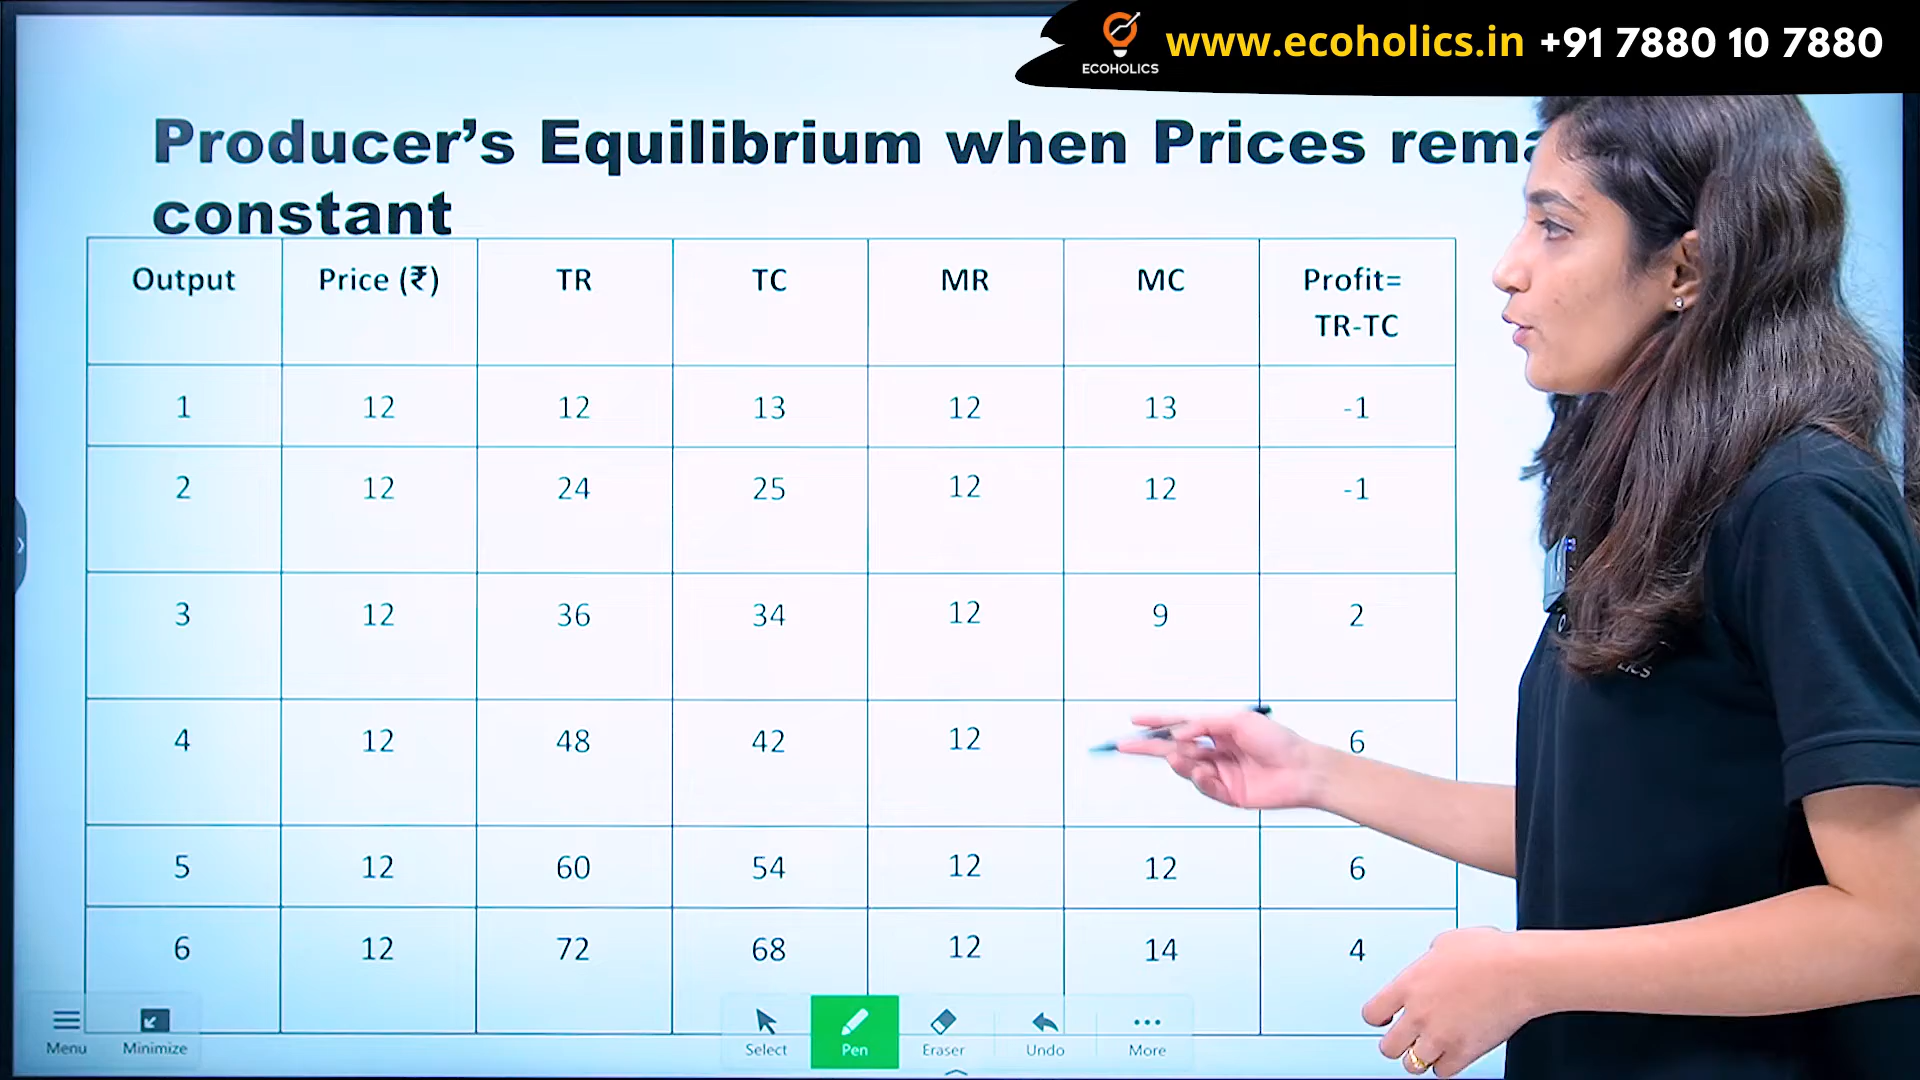 www.ecoholics.in +91 7880 10 7880
ECOHOLICS
Producer’s Equilibrium when Prices
constant
Output Price (₹) TR TC MR MC Profit=
TR-TC
1 12 12 13 12 13 -1
2 12 24 25 12 12 -1
3 12 36 34 12 9 2
4 12 48 42 12 6
5 12 60 54 12 12 6
6 12 72 68 12 14 4
Menu Minimize Select Pen Eraser Undo More